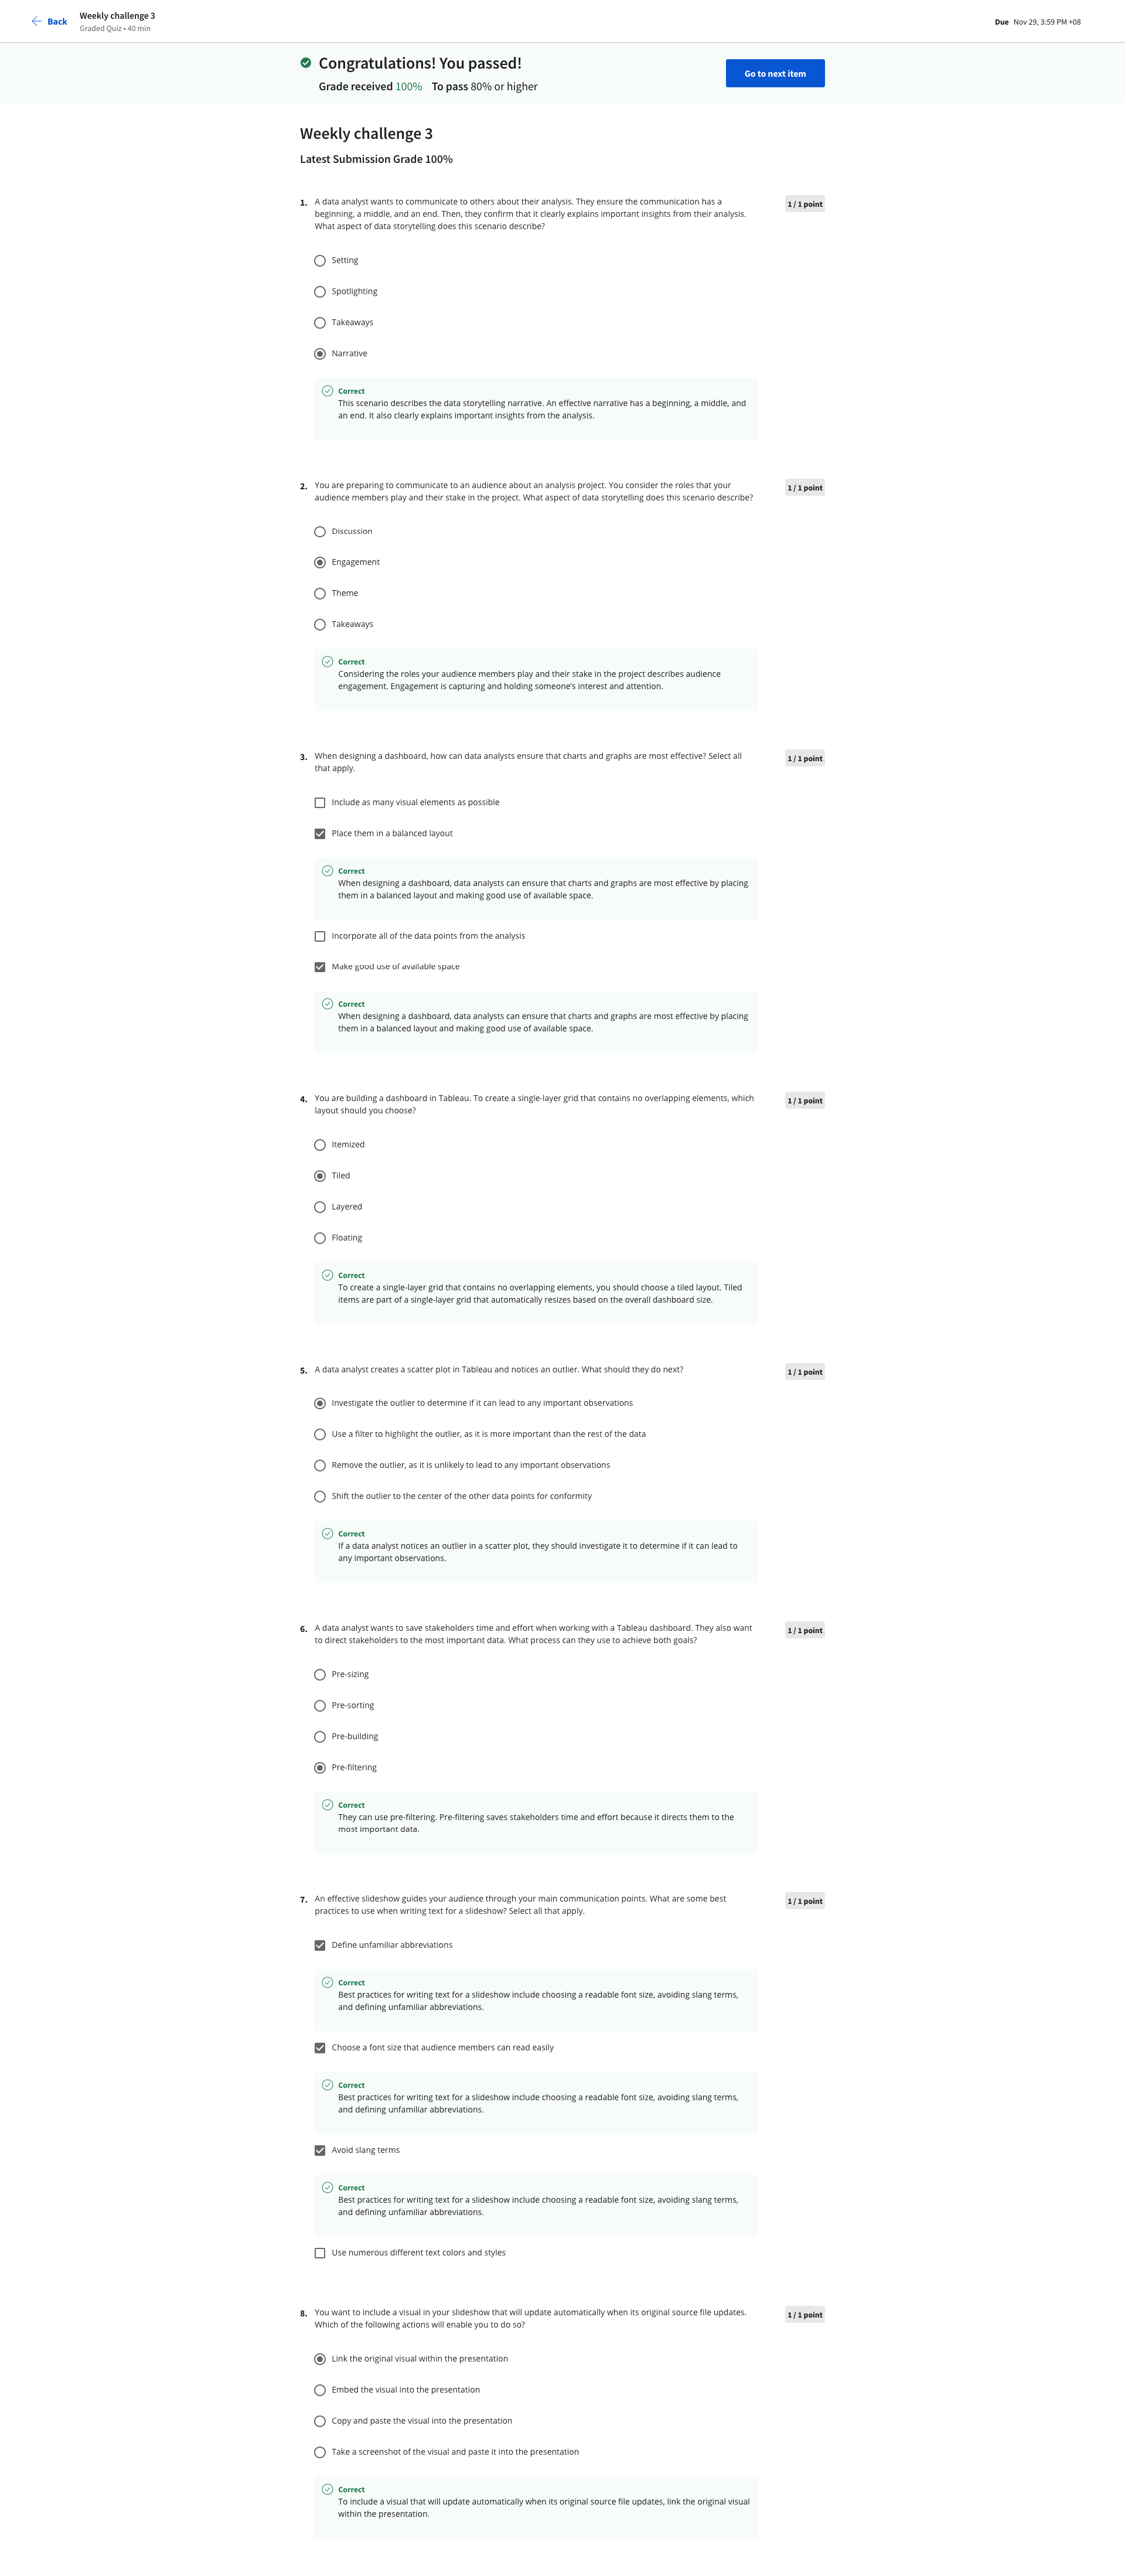 Back
Weekly challenge 3
Graded Quiz • 40 min
Due Nov 29, 3:59 PM +08
Congratulations! You passed!
Grade received 100% To pass 80% or higher
Go to next item
Weekly challenge 3
Latest Submission Grade 100%
1. A data analyst wants to communicate to others about their analysis. They ensure the communication has a
beginning, a middle, and an end. Then, they confirm that it clearly explains important insights from their analysis.
What aspect of data storytelling does this scenario describe?
1 / 1 point
Setting
Spotlighting
Takeaways
Narrative
Correct
This scenario describes the data storytelling narrative. An effective narrative has a beginning, a middle, and
an end. It also clearly explains important insights from the analysis.
2. You are preparing to communicate to an audience about an analysis project. You consider the roles that your
audience members play and their stake in the project. What aspect of data storytelling does this scenario describe?
1 / 1 point
Discussion
Engagement
Theme
Takeaways
Correct
Considering the roles your audience members play and their stake in the project describes audience
engagement. Engagement is capturing and holding someone's interest and attention.
3. When designing a dashboard, how can data analysts ensure that charts and graphs are most effective? Select all
that apply.
1 / 1 point
Include as many visual elements as possible
Place them in a balanced layout
Correct
When designing a dashboard, data analysts can ensure that charts and graphs are most effective by placing
them in a balanced layout and making good use of available space.
Incorporate all of the data points from the analysis
Make good use of available space
Correct
When designing a dashboard, data analysts can ensure that charts and graphs are most effective by placing
them in a balanced layout and making good use of available space.
4. You are building a dashboard in Tableau. To create a single-layer grid that contains no overlapping elements, which
layout should you choose?
1 / 1 point
Itemized
Tiled
Layered
Floating
Correct
To create a single-layer grid that contains no overlapping elements, you should choose a tiled layout. Tiled
items are part of a single-layer grid that automatically resizes based on the overall dashboard size.
5. A data analyst creates a scatter plot in Tableau and notices an outlier. What should they do next?
1 / 1 point
Investigate the outlier to determine if it can lead to any important observations
Use a filter to highlight the outlier, as it is more important than the rest of the data
Remove the outlier, as it is unlikely to lead to any important observations
Shift the outlier to the center of the other data points for conformity
Correct
If a data analyst notices an outlier in a scatter plot, they should investigate it to determine if it can lead to
any important observations.
6. A data analyst wants to save stakeholders time and effort when working with a Tableau dashboard. They also want
to direct stakeholders to the most important data. What process can they use to achieve both goals?
1 / 1 point
Pre-sizing
Pre-sorting
Pre-building
Pre-filtering
Correct
They can use pre-filtering. Pre-filtering saves stakeholders time and effort because it directs them to the
most important data.
7. An effective slideshow guides your audience through your main communication points. What are some best
practices to use when writing text for a slideshow? Select all that apply.
1 / 1 point
Define unfamiliar abbreviations
Correct
Best practices for writing text for a slideshow include choosing a readable font size, avoiding slang terms,
and defining unfamiliar abbreviations.
Choose a font size that audience members can read easily
Correct
Best practices for writing text for a slideshow include choosing a readable font size, avoiding slang terms,
and defining unfamiliar abbreviations.
Avoid slang terms
Correct
Best practices for writing text for a slideshow include choosing a readable font size, avoiding slang terms,
and defining unfamiliar abbreviations.
Use numerous different text colors and styles
8. You want to include a visual in your slideshow that will update automatically when its original source file updates.
Which of the following actions will enable you to do so?
1 / 1 point
Link the original visual within the presentation
Embed the visual into the presentation
Copy and paste the visual into the presentation
Take a screenshot of the visual and paste it into the presentation
Correct
To include a visual that will update automatically when its original source file updates, link the original visual
within the presentation.